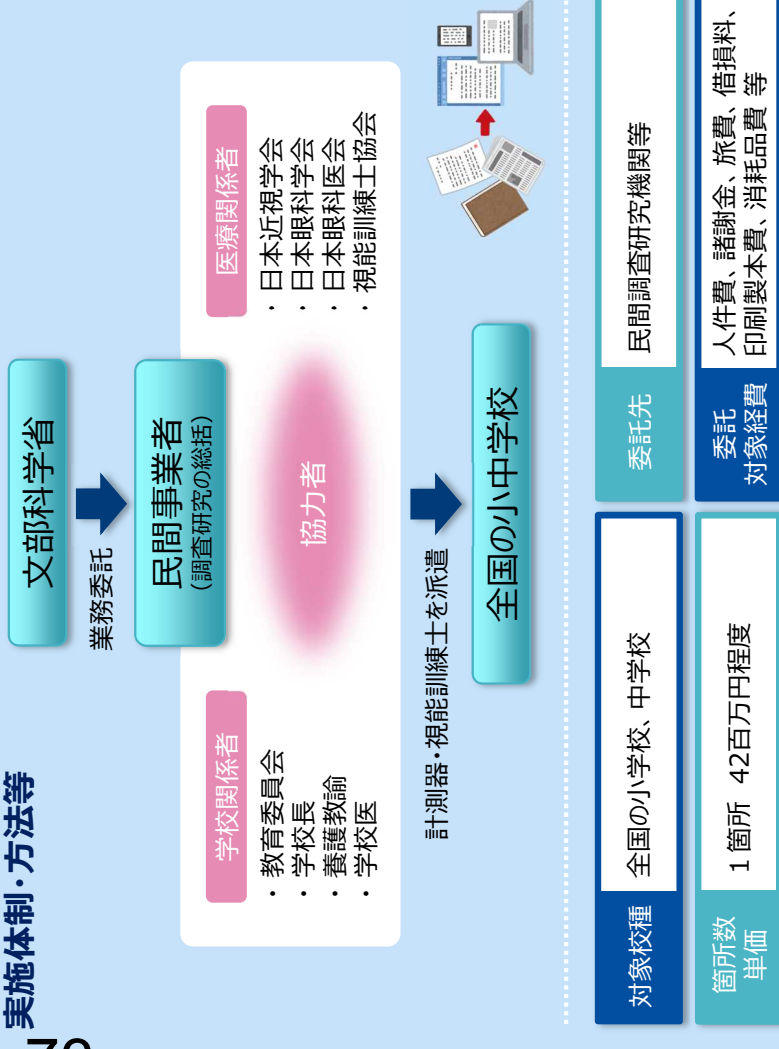 実施体制・方法等
文部科学省
業務委託
民間事業者
(調査研究の総括)
学校関係者
・教育委員会
・学校長
・養護教諭
・学校医
協力者
医療関係者
・日本近視学会
・日本眼科学会
・日本眼科医会
・視能訓練士協会
計測器・視能訓練士を派遣
全国の小中学校
対象校種
全国の小学校、中学校
委託先
民間調査研究機関等
箇所数
単価
1箇所 42百万円程度
委託
対象経費
人件費、諸謝金、旅費、借損料、
印刷製本費、消耗品費 等